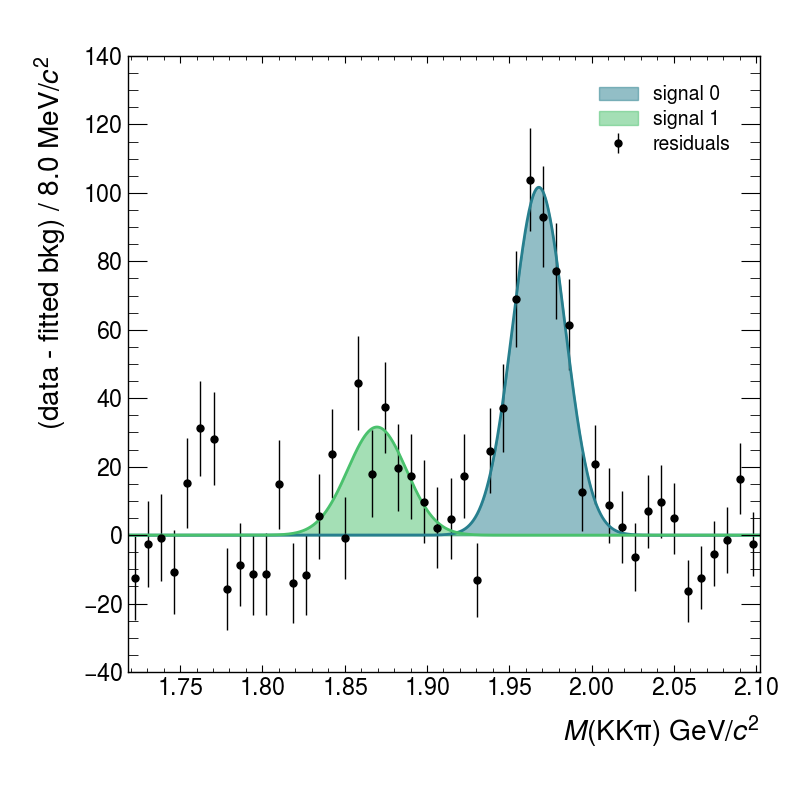 (data - fitted bkg) / 8.0 MeV/c²
140
120
100
80
60
40
20
0
−20
−40
signal 0
signal 1
residuals
1.75 1.80 1.85 1.90 1.95 2.00 2.05 2.10
M(KKπ) GeV/c²